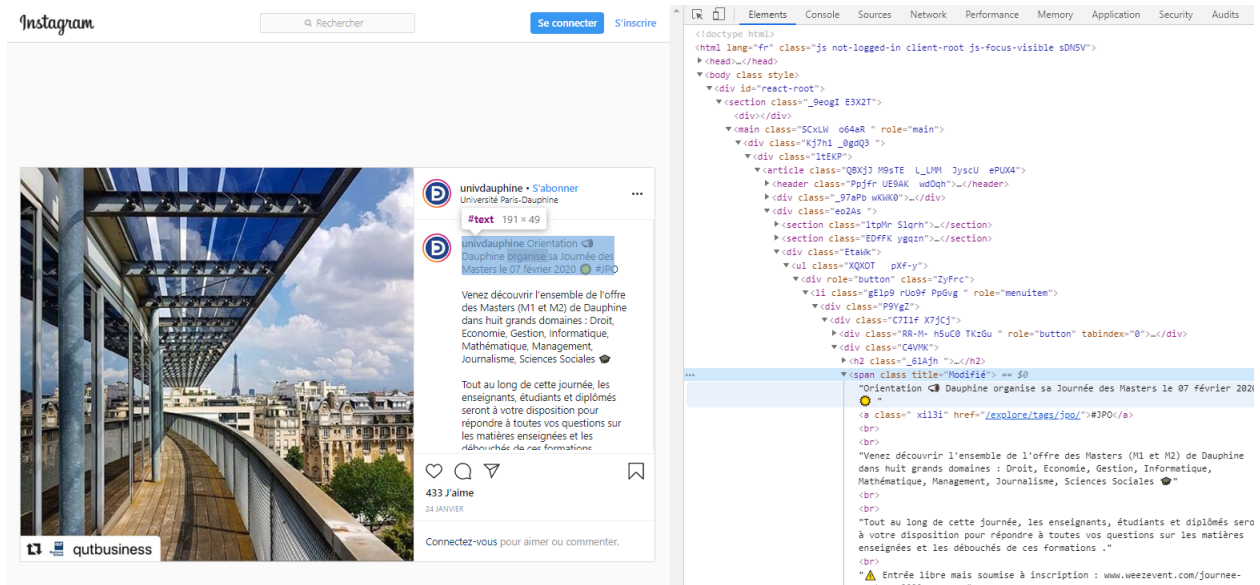 Instagram
Rechercher
Se connecter
S'inscrire
univdauphine • S'abonner
Université Paris-Dauphine
#text 191 × 49
univdauphine Orientation 📢
Dauphine organise sa Journée des
Masters le 07 février 2020 🌞 #JPO
Venez découvrir l'ensemble de l'offre
des Masters (M1 et M2) de Dauphine
dans huit grands domaines : Droit,
Economie, Gestion, Informatique,
Mathématique, Management,
Journalisme, Sciences Sociales 🎓
Tout au long de cette journée, les
enseignants, étudiants et diplômés
seront à votre disposition pour
répondre à toutes vos questions sur
les matières enseignées et les
débouchés de ces formations
433 J'aime
24 JANVIER
Connectez-vous pour aimer ou commenter.
qutbusiness
Elements Console Sources Network Performance Memory Application Security Audits
<!doctype html>
<html lang="fr" class="js not-logged-in client-root js-focus-visible sDN5V">
<head>…</head>
<body class style>
<div id="react-root">
<section class="_9eogI E3X2T">
<div></div>
<main class="SCxLW  o64aR " role="main">
<div class="Kj7h1 _0gdQ3 ">
<div class="ltEKP">
<article class="QBXjJ M9sTE  L_LMM  JyscU  ePUX4">
<header class="Ppjfr UE9AK  wdOqh">…</header>
<div class="_97aPb wKWK0">…</div>
<div class="eo2As ">
<section class="ltpMr Slqrh">…</section>
<section class="EDfFK ygqzn">…</section>
<div class="EtaWk">
<ul class="XQXOT   pXf-y">
<div role="button" class="ZyFrc">
<li class="gElp9 rUo9f PpGvg " role="menuitem">
<div class="P9YgZ">
<div class="C7I1f X7jCj">
<div class="RR-M- h5uC0 TKzGu " role="button" tabindex="0">…</div>
<div class="C4VMK">
<h2 class="_6lAjh ">…</h2>
<span class title="Modifié"> == $0
"Orientation 📢 Dauphine organise sa Journée des Masters le 07 février 2020
🌞 "
<a class=" xil3i" href="/explore/tags/jpo/">#JPO</a>
<br>
<br>
"Venez découvrir l'ensemble de l'offre des Masters (M1 et M2) de Dauphine
dans huit grands domaines : Droit, Economie, Gestion, Informatique,
Mathématique, Management, Journalisme, Sciences Sociales 🎓"
<br>
<br>
"Tout au long de cette journée, les enseignants, étudiants et diplômés sero
à votre disposition pour répondre à toutes vos questions sur les matières
enseignées et les débouchés de ces formations ."
<br>
"⚠ Entrée libre mais soumise à inscription : www.weezevent.com/journee-